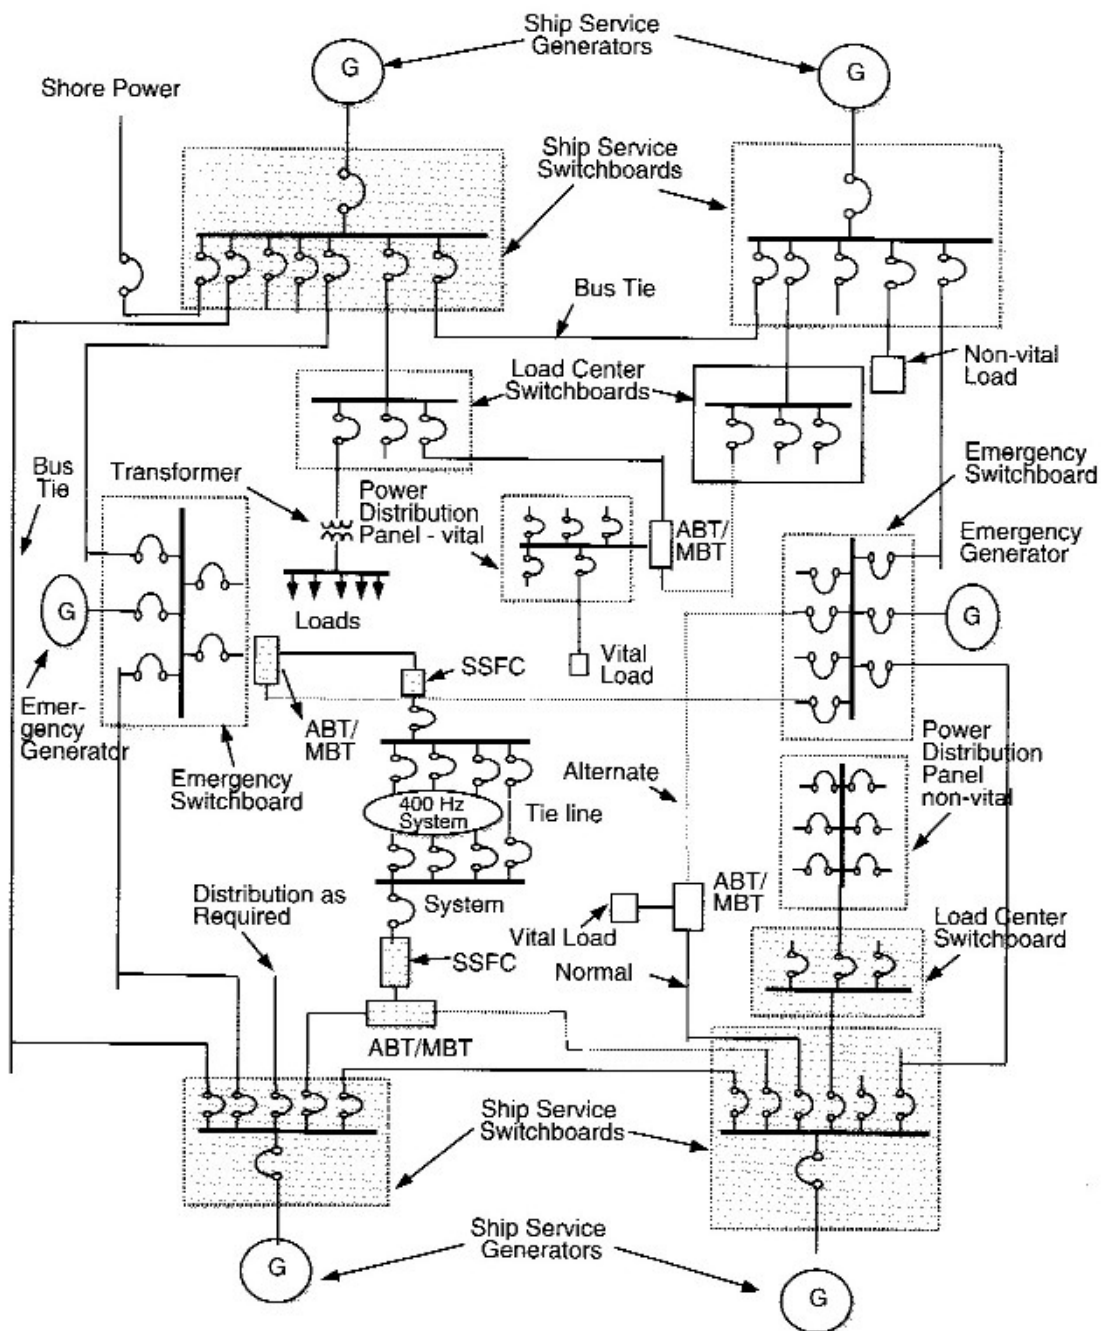 Ship Service
Generators
G
G
Shore Power
Ship Service
Switchboards
Bus Tie
Non-vital
Load
Load Center
Switchboards
Bus
Tie
Transformer
Power
Distribution
Panel - vital
ABT/
MBT
Emergency
Switchboard
Emergency
Generator
G
G
Loads
Vital
Load
SSFC
Emer-
gency
Generator
ABT/
MBT
Emergency
Switchboard
Power
Distribution
Panel
non-vital
Alternate
400 Hz
System
Tie line
Distribution as
Required
System
ABT/
MBT
Vital Load
Load Center
Switchboard
SSFC
Normal
ABT/MBT
Ship Service
Switchboards
Ship Service
Generators
G
G